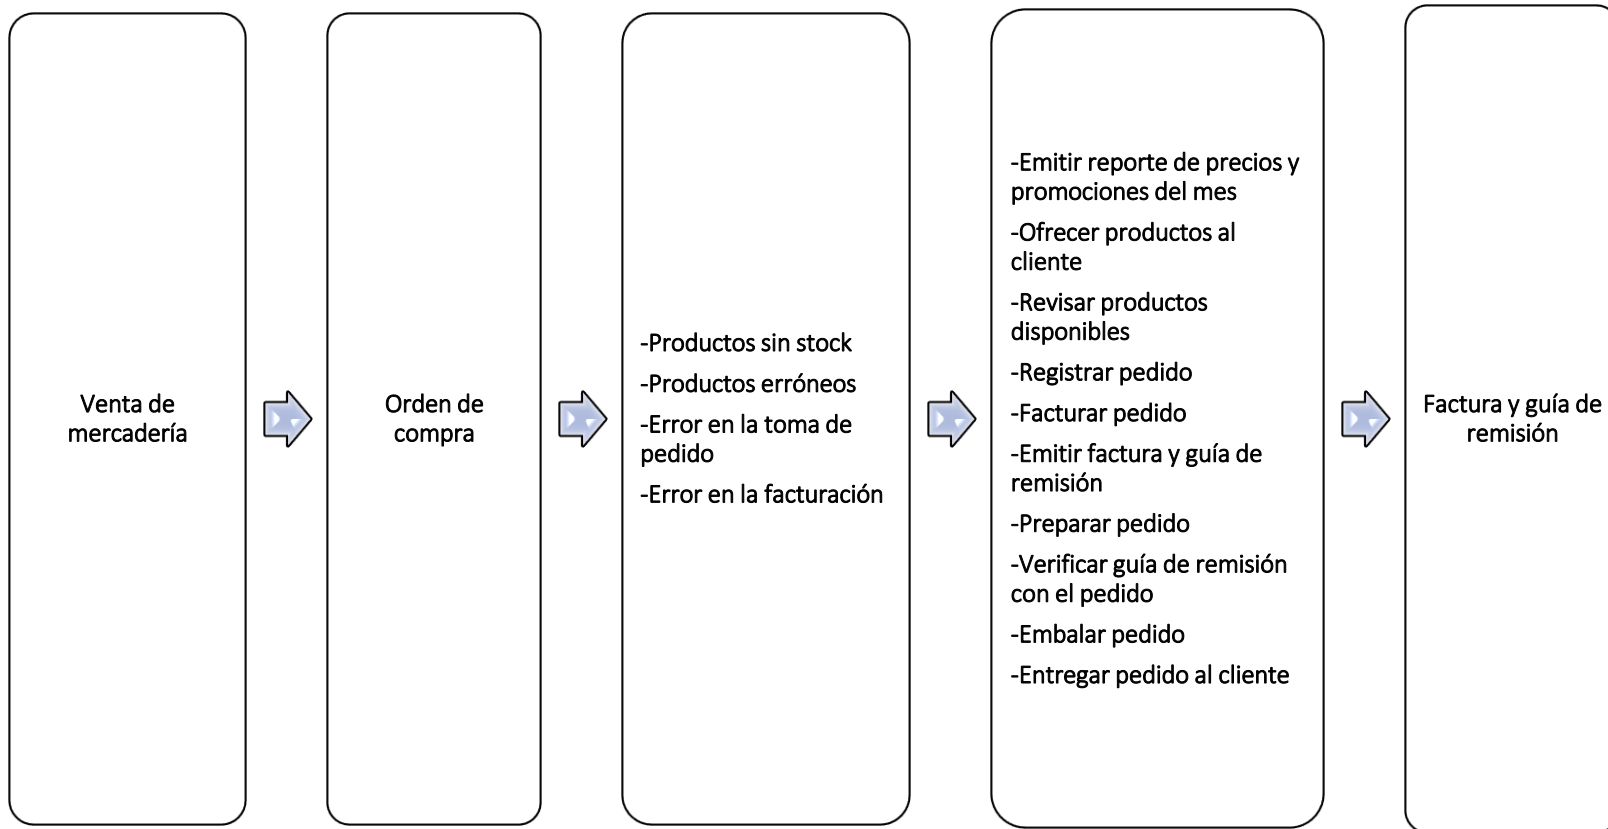 Venta de
mercadería
Orden de
compra
-Productos sin stock
-Productos erróneos
-Error en la toma de
pedido
-Error en la facturación
-Emitir reporte de precios y
promociones del mes
-Ofrecer productos al
cliente
-Revisar productos
disponibles
-Registrar pedido
-Facturar pedido
-Emitir factura y guía de
remisión
-Preparar pedido
-Verificar guía de remisión
con el pedido
-Embalar pedido
-Entregar pedido al cliente
Factura y guía de
remisión